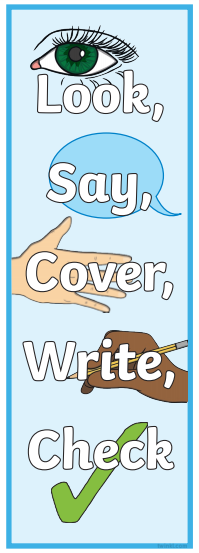 Look,
Say,
Cover,
Write,
Check